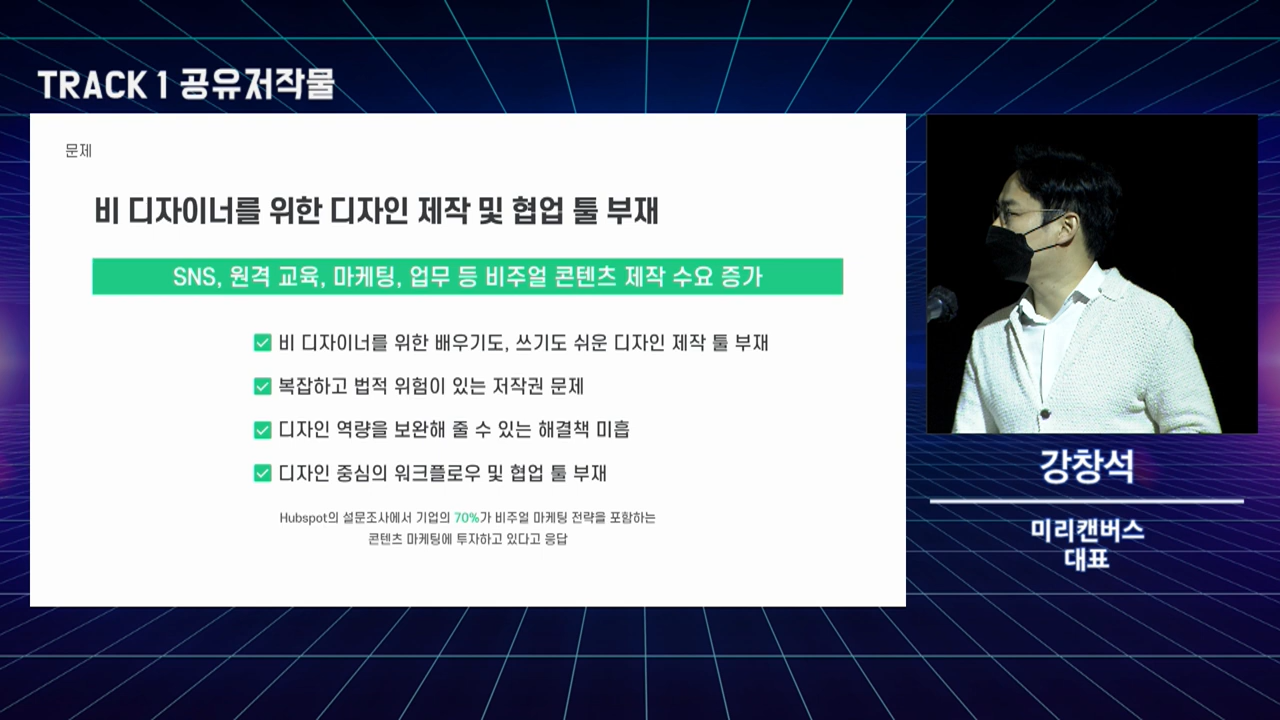 TRACK 1 공유저작물
문제
비 디자이너를 위한 디자인 제작 및 협업 툴 부재
SNS, 원격 교육, 마케팅, 업무 등 비주얼 콘텐츠 제작 수요 증가
비 디자이너를 위한 배우기도, 쓰기도 쉬운 디자인 제작 툴 부재
복잡하고 법적 위험이 있는 저작권 문제
디자인 역량을 보완해 줄 수 있는 해결책 미흡
디자인 중심의 워크플로우 및 협업 툴 부재
Hubspot의 설문조사에서 기업의 70%가 비주얼 마케팅 전략을 포함하는
콘텐츠 마케팅에 투자하고 있다고 응답
강창석
미리캔버스
대표